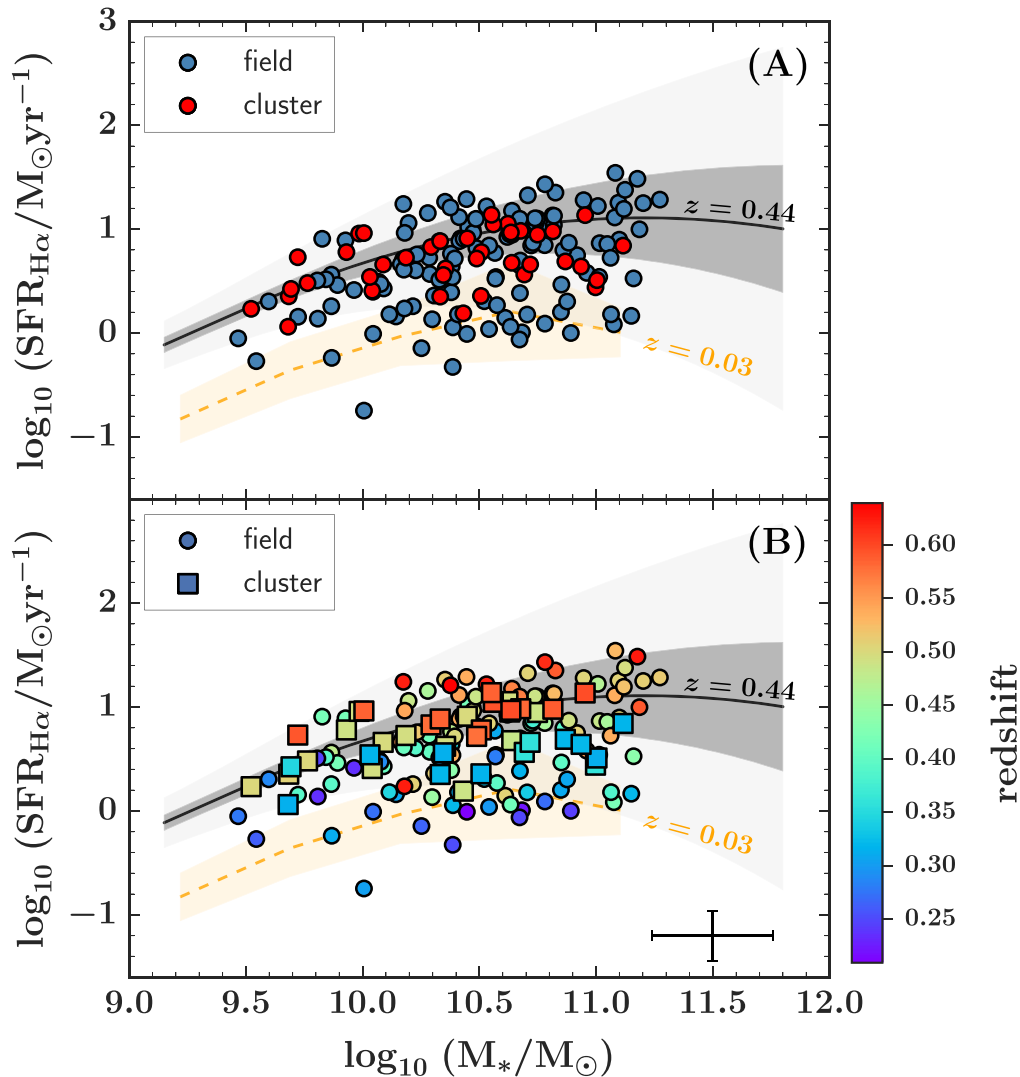 3
2
1
0
−1
log₁₀ (SFR_Hα/M⊙yr⁻¹)
field
cluster
(A)
z = 0.44
z = 0.03
2
1
0
−1
log₁₀ (SFR_Hα/M⊙yr⁻¹)
field
cluster
(B)
z = 0.44
z = 0.03
0.60
0.55
0.50
0.45
0.40
0.35
0.30
0.25
redshift
9.0 9.5 10.0 10.5 11.0 11.5 12.0
log₁₀ (M_*/M⊙)